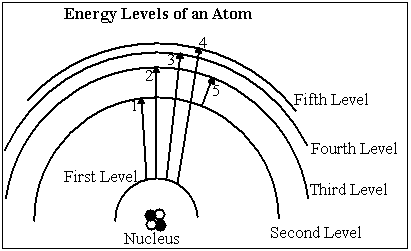 Energy Levels of an Atom
4
3
2
5
1
Fifth Level
Fourth Level
First Level
Third Level
Second Level
Nucleus